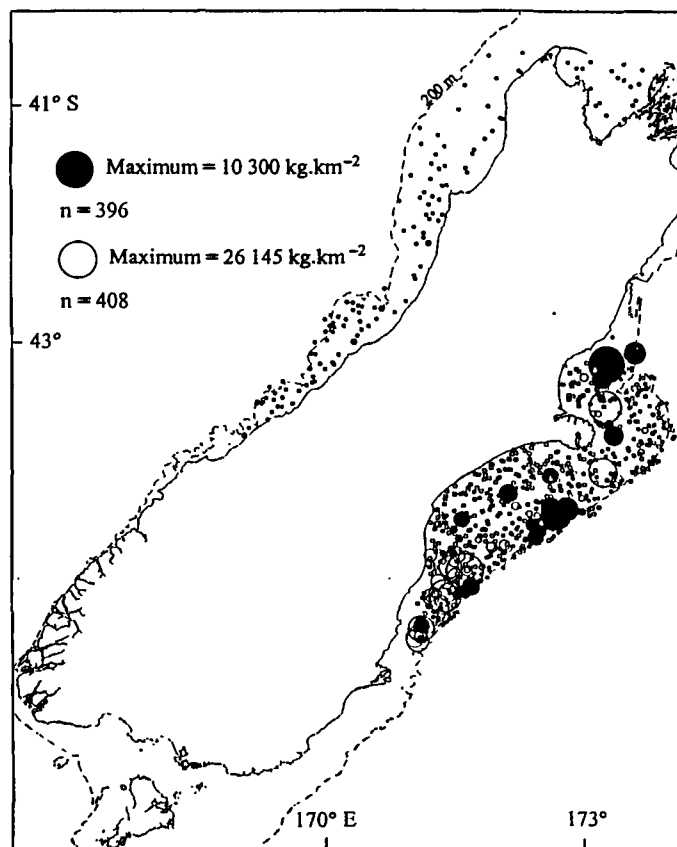 200 m
41° S
Maximum = 10 300 kg.km⁻²
n = 396
Maximum = 26 145 kg.km⁻²
n = 408
43°
170° E
173°